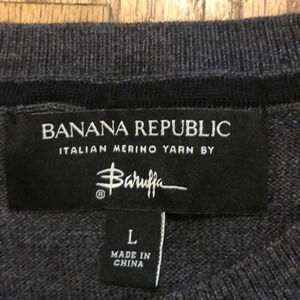 BANANA REPUBLIC
ITALIAN MERINO YARN BY
Baruffa
®
L
MADE IN
CHINA